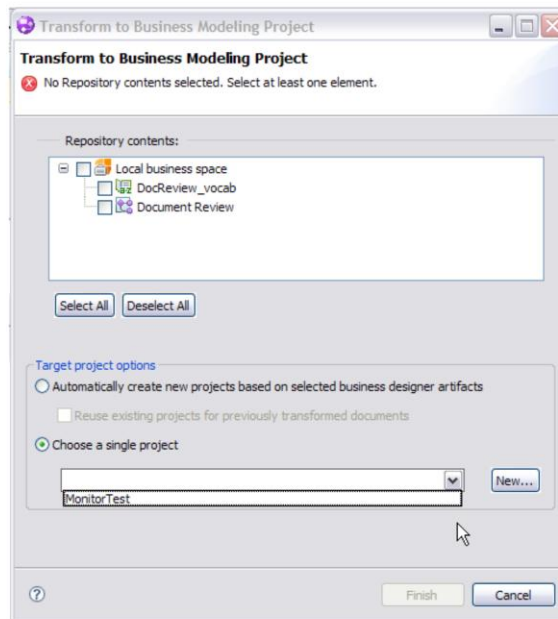 Transform to Business Modeling Project
Transform to Business Modeling Project
No Repository contents selected. Select at least one element.
Repository contents:
Local business space
DocReview_vocab
Document Review
Select All Deselect All
Target project options
Automatically create new projects based on selected business designer artifacts
Reuse existing projects for previously transformed documents
Choose a single project
New...
MonitorTest
? Finish Cancel